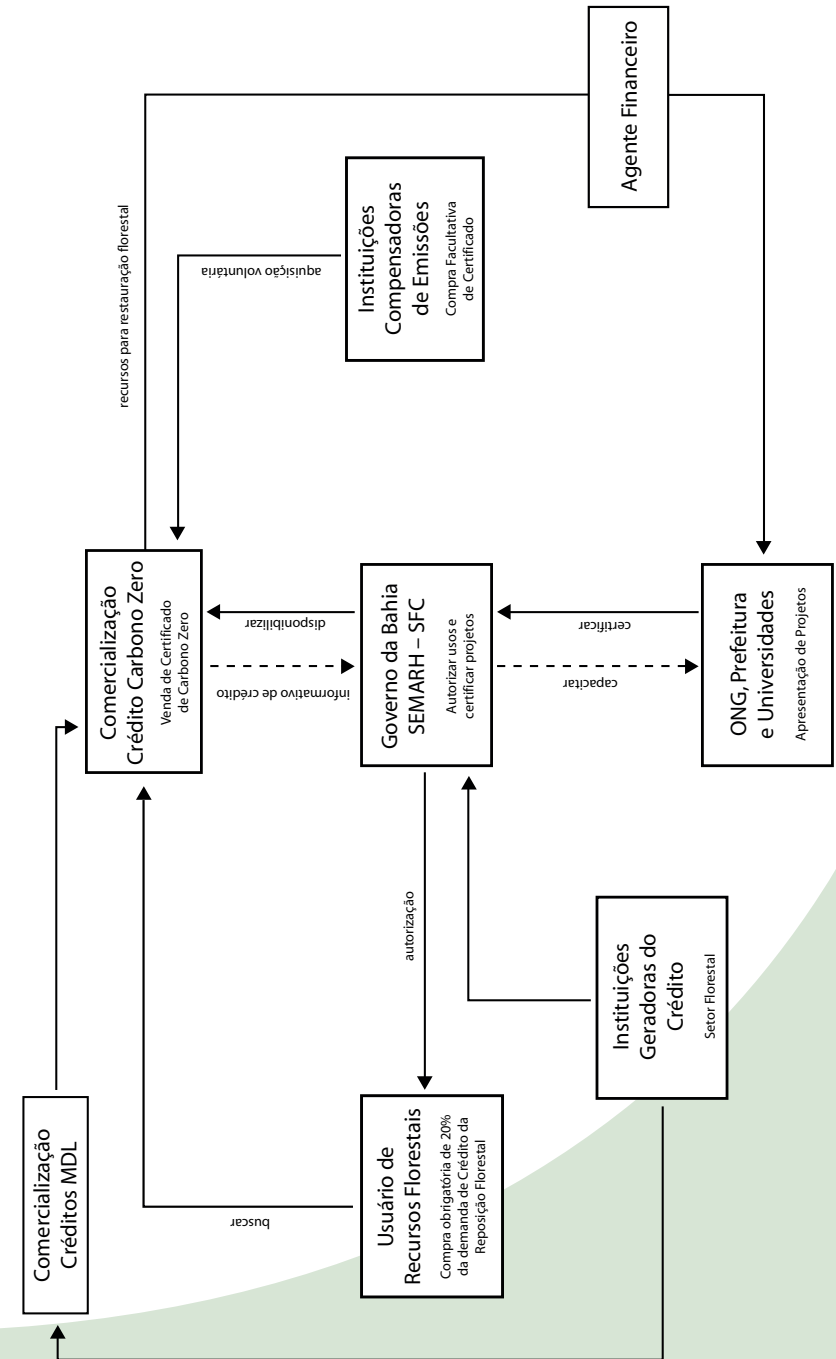 Comercialização
Créditos MDL
Comercialização
Crédito Carbono Zero
Venda de Certificado
de Carbono Zero
recursos para restauração florestal
buscar
informativo de crédito
disponibilizar
aquisição voluntária
Usuário de
Recursos Florestais
Compra obrigatória de 20%
da demanda de Crédito da
Reposição Florestal
autorização
Governo da Bahia
SEMARH – SFC
Autorizar usos e
certificar projetos
Instituições
Compensadoras
de Emissões
Compra Facultativa
de Certificado
capacitar
certificar
Instituições
Geradoras do
Crédito
Setor Florestal
ONG, Prefeitura
e Universidades
Apresentação de Projetos
Agente Financeiro